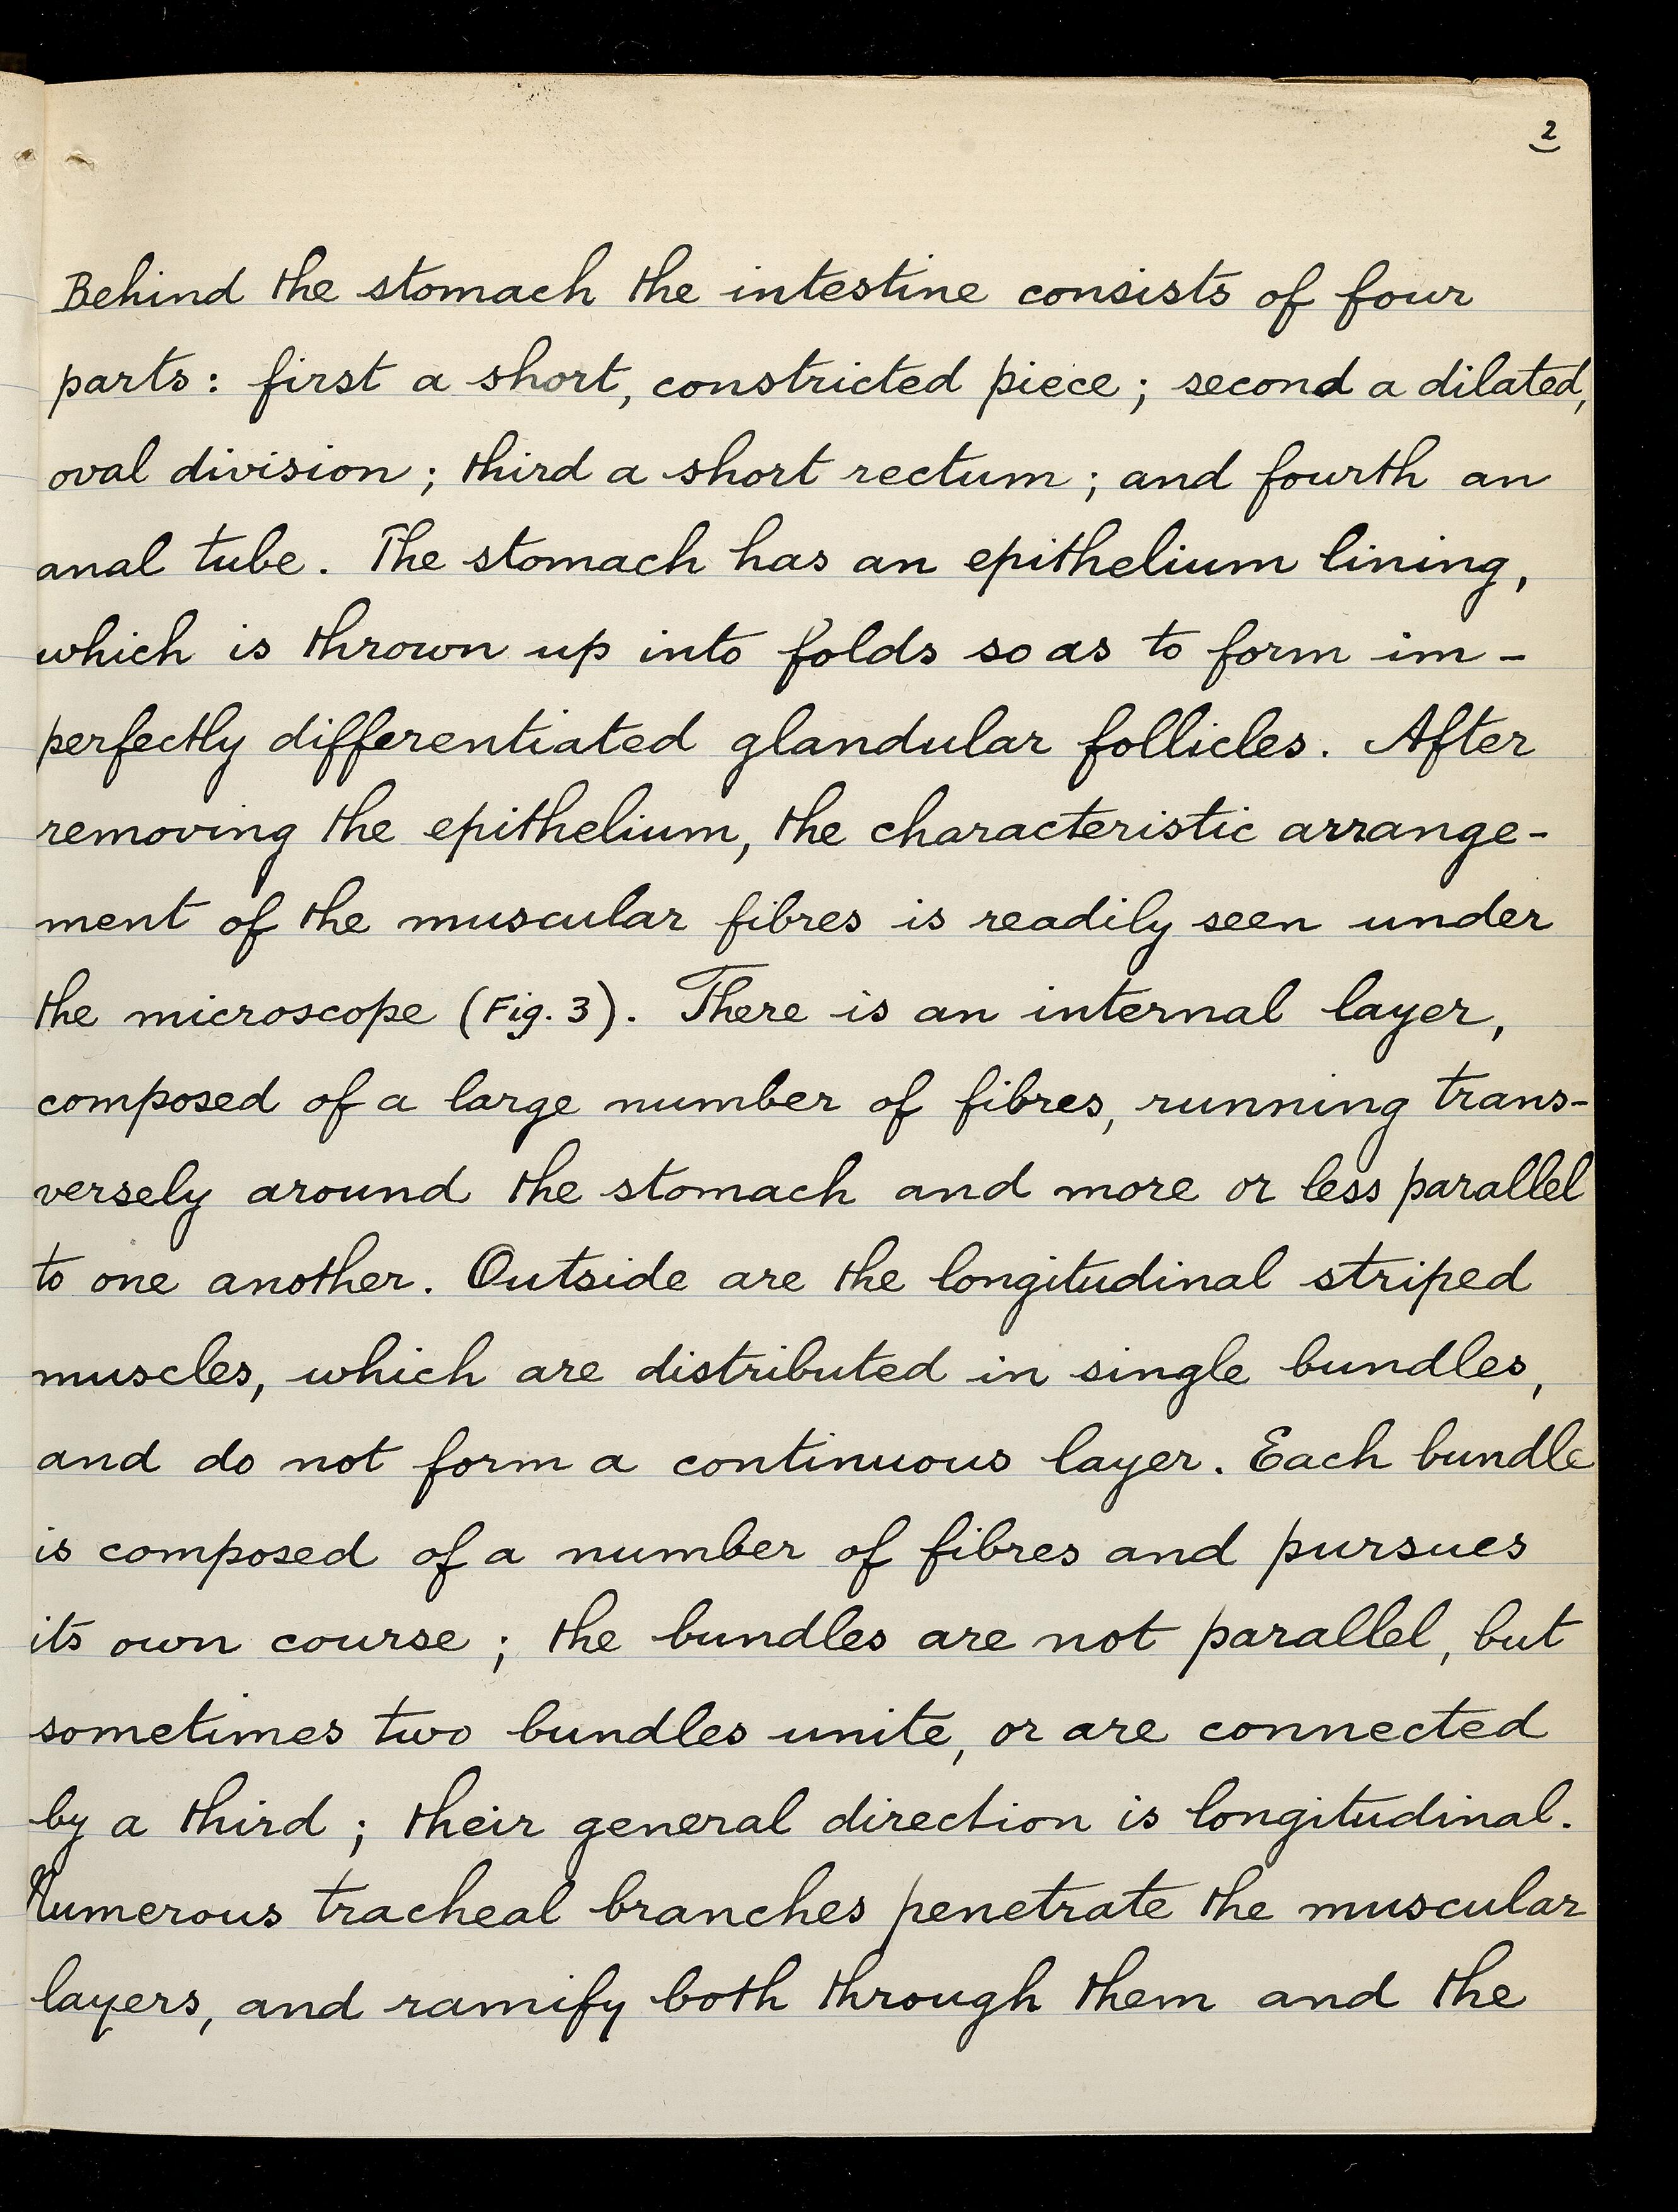 2
Behind the stomach the intestine consists of four
parts: first a short, constricted piece; second a dilated,
oval division; third a short rectum; and fourth an
anal tube. The stomach has an epithelium lining,
which is thrown up into folds so as to form im-
perfectly differentiated glandular follicles. After
removing the epithelium, the characteristic arrange-
ment of the muscular fibres is readily seen under
the microscope (Fig. 3). There is an internal layer,
composed of a large number of fibres, running trans-
versely around the stomach and more or less parallel
to one another. Outside are the longitudinal striped
muscles, which are distributed in single bundles,
and do not form a continuous layer. Each bundle
is composed of a number of fibres and pursues
its own course; the bundles are not parallel, but
sometimes two bundles unite, or are connected
by a third; their general direction is longitudinal.
Numerous tracheal branches penetrate the muscular
layers, and ramify both through them and the